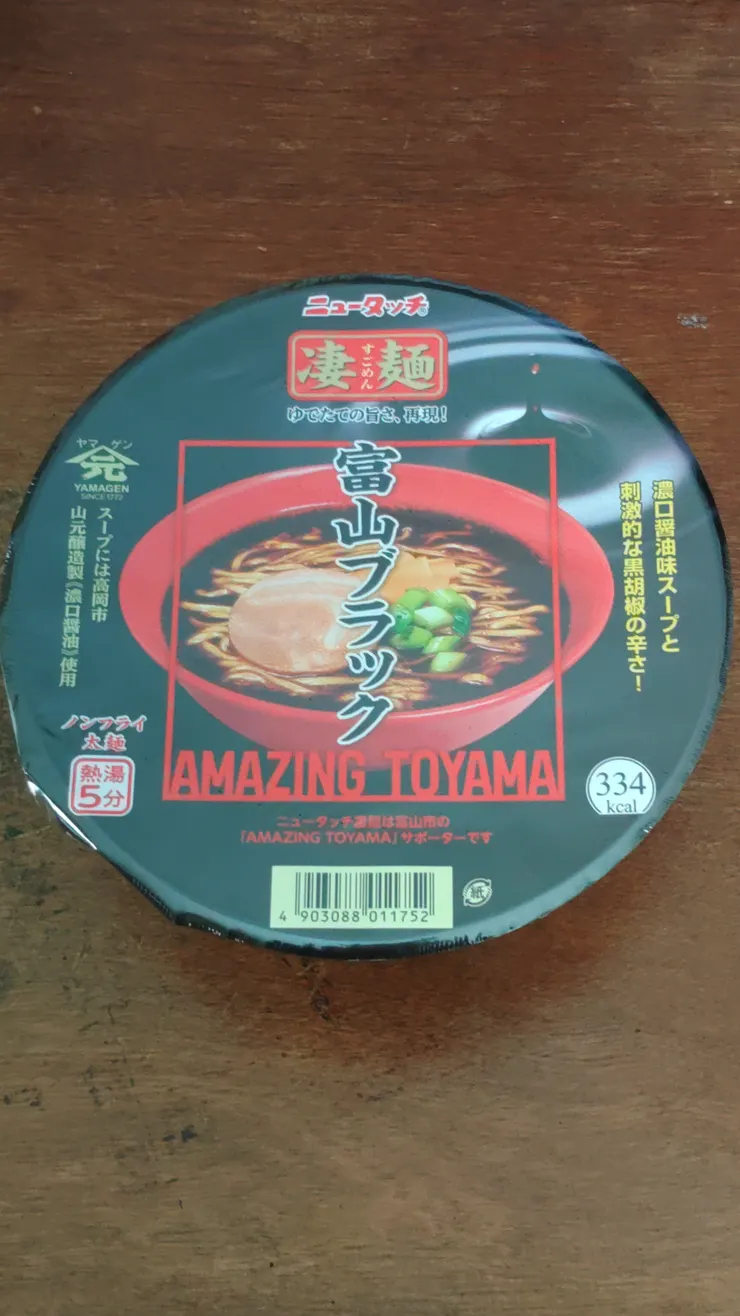 ニュータッチ®
凄麺
すごめん
ゆでたての旨さ、再現!
富山ブラック
濃口醤油味スープと
刺激的な黒胡椒の辛さ!
ヤマゲン
元
YAMAGEN
SINCE1772
スープには高岡市
山元醸造製《濃口醤油》使用
ノンフライ
太麺
熱湯
5分
AMAZING TOYAMA
334
kcal
ニュータッチ凄麺は富山市の
「AMAZING TOYAMA」サポーターです
4 903088 011752
紙